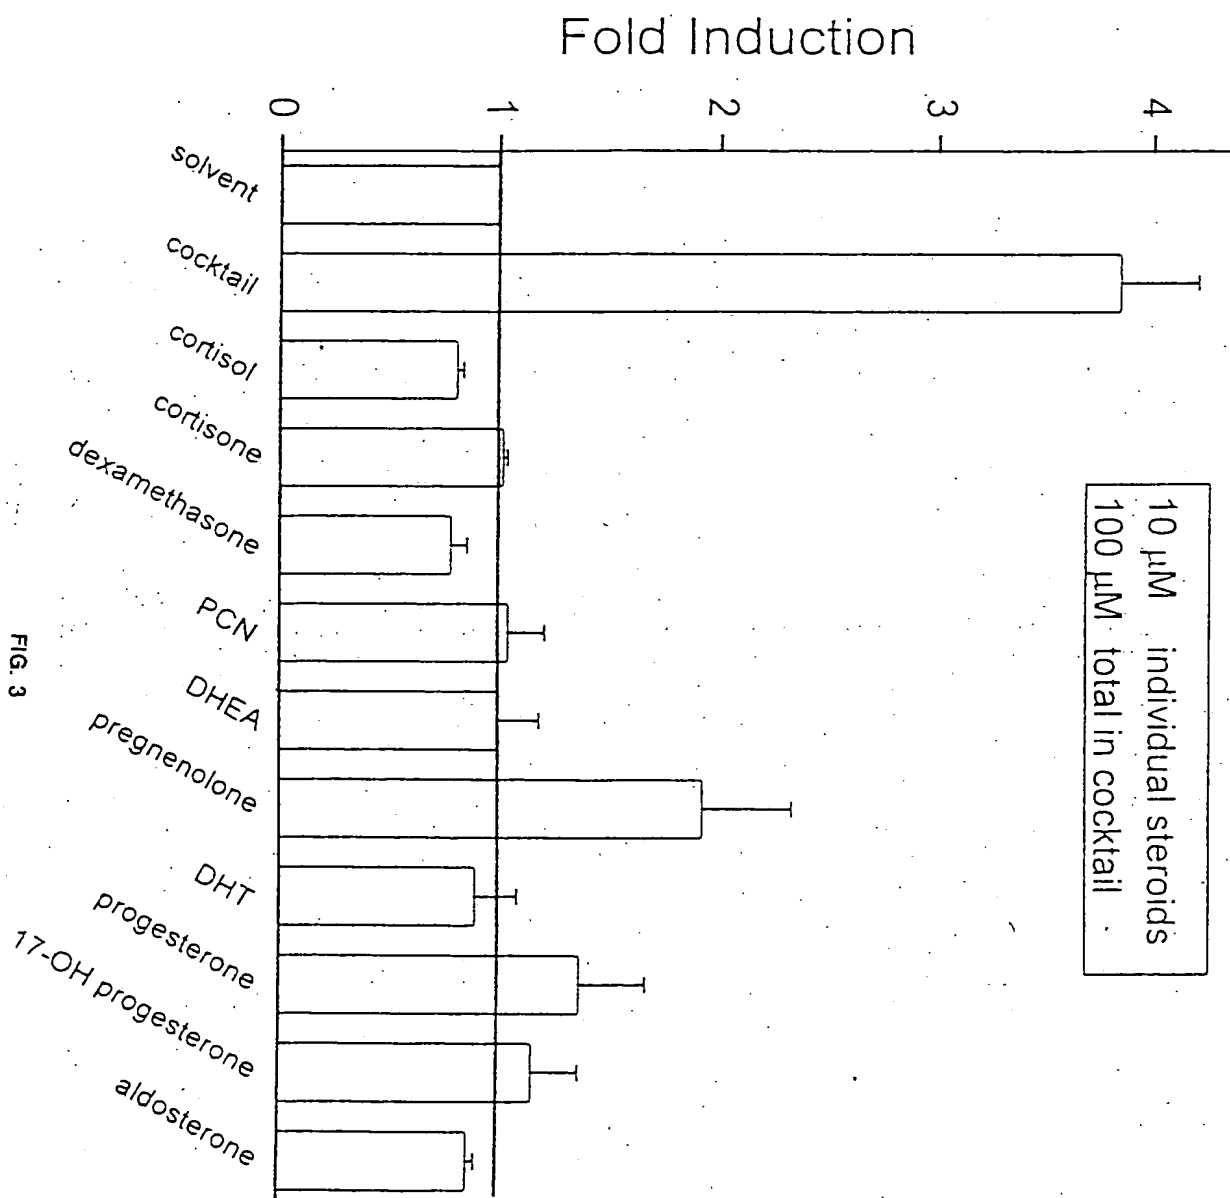 Fold Induction
0
1
2
3
4
solvent
cocktail
cortisol
cortisone
dexamethasone
PCN
DHEA
pregnenolone
DHT
progesterone
17-OH progesterone
aldosterone
10 μM individual steroids
100 μM total in cocktail
FIG. 3